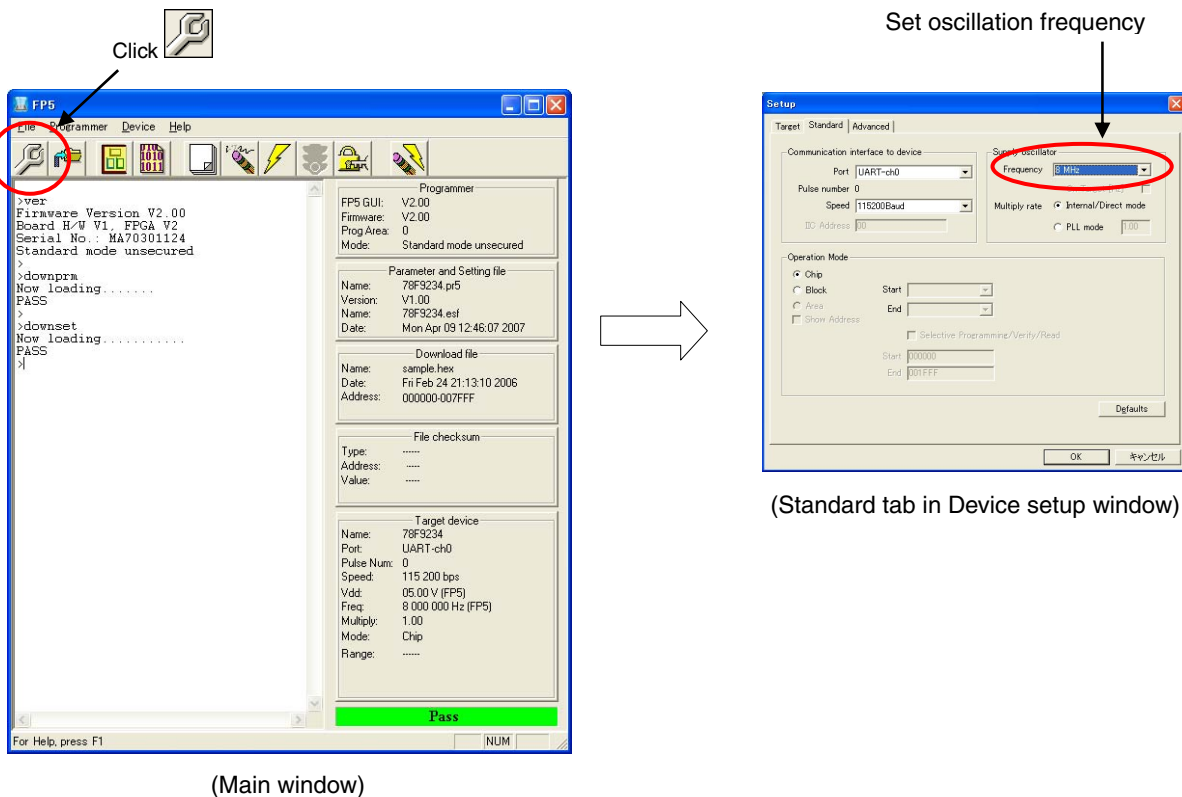 Click
Set oscillation frequency
FP5
File Programmer Device Help
>ver
Firmware Version V2.00
Board H/W V1, FPGA V2
Serial No.: MA70301124
Standard mode unsecured
>
>downprm
Now loading.......
PASS
>
>downset
Now loading...........
PASS
>
Programmer
FP5 GUI: V2.00
Firmware: V2.00
Prog Area: 0
Mode: Standard mode unsecured
Parameter and Setting file
Name: 78F9234.pr5
Version: V1.00
Name: 78F9234.esf
Date: Mon Apr 09 12:46:07 2007
Download file
Name: sample.hex
Date: Fri Feb 24 21:13:10 2006
Address: 000000-007FFF
File checksum
Type: ------
Address: -----
Value: -----
Target device
Name: 78F9234
Port: UART-ch0
Pulse Num: 0
Speed: 115 200 bps
Vdd: 05.00 V (FP5)
Freq: 8 000 000 Hz (FP5)
Multiply: 1.00
Mode: Chip
Range: ------
Pass
For Help, press F1
NUM
(Main window)
Setup
Target Standard Advanced
Communication interface to device
Port UART-ch0
Pulse number 0
Speed 115200Baud
IIC Address 00
Supply oscillator
Frequency 8 MHz
Multiply rate Internal/Direct mode
PLL mode 1.00
Operation Mode
Chip
Block Start
Area End
Show Address
Selective Programming/Verify/Read
Start 000000
End 001FFF
Defaults
OK キャンセル
(Standard tab in Device setup window)